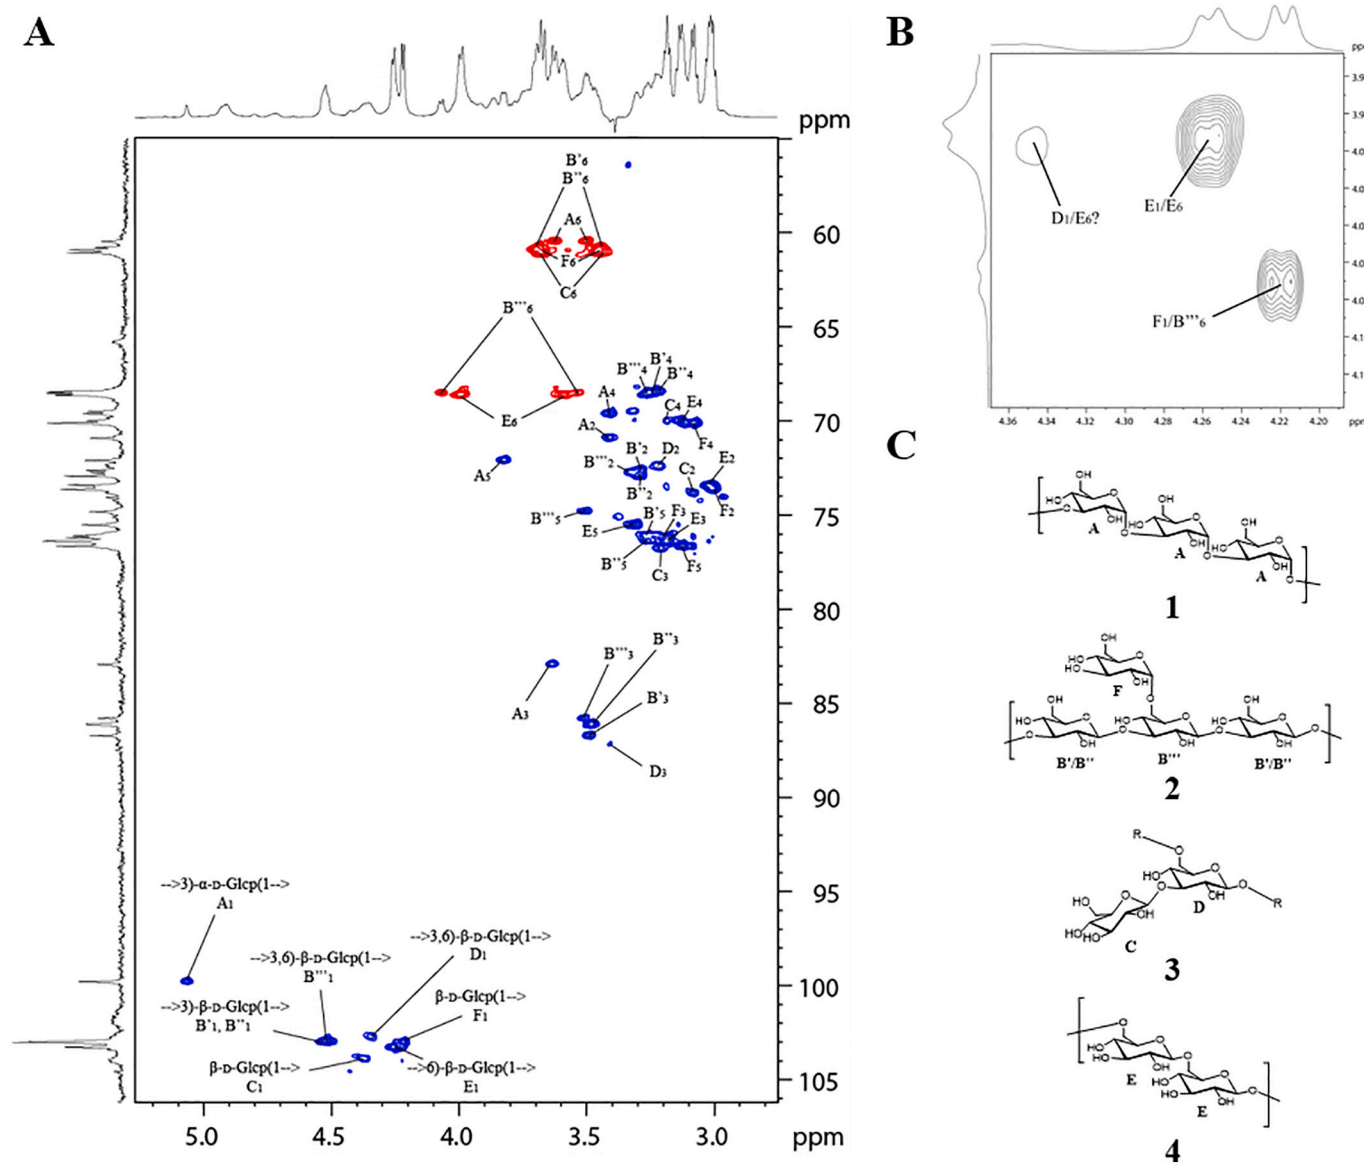 A
B
C
ppm
60
65
70
75
80
85
90
95
100
105
5.0
4.5
4.0
3.5
3.0
ppm
B'6
B''6
A6
F6
C6
B'''6
E6
B'''4
B'4
B''4
A4
C4
E4
F4
A2
A5
B'''2
B'2
D2
B''2
C2
E2
F2
B'''5
E5
B'5
F3
E3
B''5
C3
F5
B''3
B'''3
B'3
A3
D3
-->3)-α-D-Glcp(1-->
A1
-->3,6)-β-D-Glcp(1-->
D1
-->3,6)-β-D-Glcp(1-->
B'''1
β-D-Glcp(1-->
F1
-->3)-β-D-Glcp(1-->
B'1, B''1
β-D-Glcp(1-->
C1
-->6)-β-D-Glcp(1-->
E1
D1/E6?
E1/E6
F1/B'''6
4.36
4.34
4.32
4.30
4.28
4.26
4.24
4.22
4.20
OH
HO
O
A
A
A
1
F
B'/B''
B'''
B'/B''
2
R
D
R
C
3
E
E
4